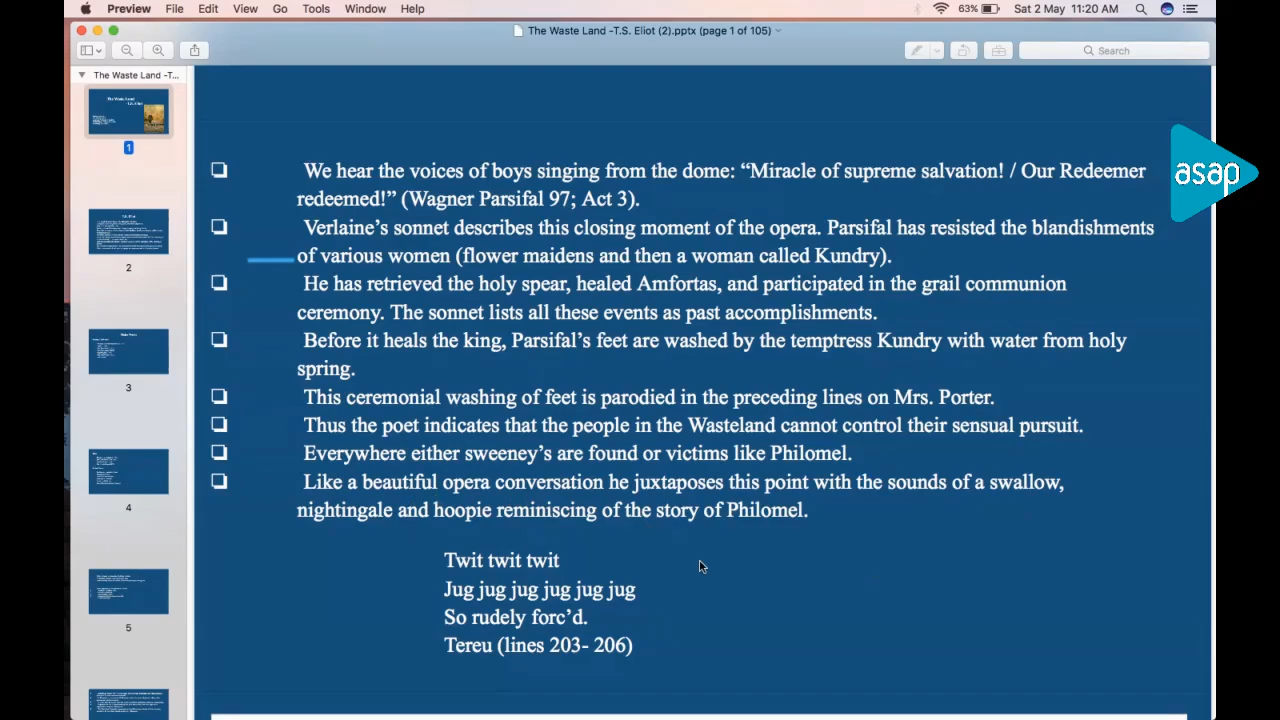 Preview File Edit View Go Tools Window Help 63% Sat 2 May 11:20 AM
The Waste Land -T.S. Eliot (2).pptx (page 1 of 105)
Search
The Waste Land -T...
1
2
3
4
5
We hear the voices of boys singing from the dome: “Miracle of supreme salvation! / Our Redeemer
redeemed!” (Wagner Parsifal 97; Act 3).
Verlaine’s sonnet describes this closing moment of the opera. Parsifal has resisted the blandishments
of various women (flower maidens and then a woman called Kundry).
He has retrieved the holy spear, healed Amfortas, and participated in the grail communion
ceremony. The sonnet lists all these events as past accomplishments.
Before it heals the king, Parsifal’s feet are washed by the temptress Kundry with water from holy
spring.
This ceremonial washing of feet is parodied in the preceding lines on Mrs. Porter.
Thus the poet indicates that the people in the Wasteland cannot control their sensual pursuit.
Everywhere either sweeney’s are found or victims like Philomel.
Like a beautiful opera conversation he juxtaposes this point with the sounds of a swallow,
nightingale and hoopie reminiscing of the story of Philomel.
Twit twit twit
Jug jug jug jug jug jug
So rudely forc’d.
Tereu (lines 203- 206)
asap